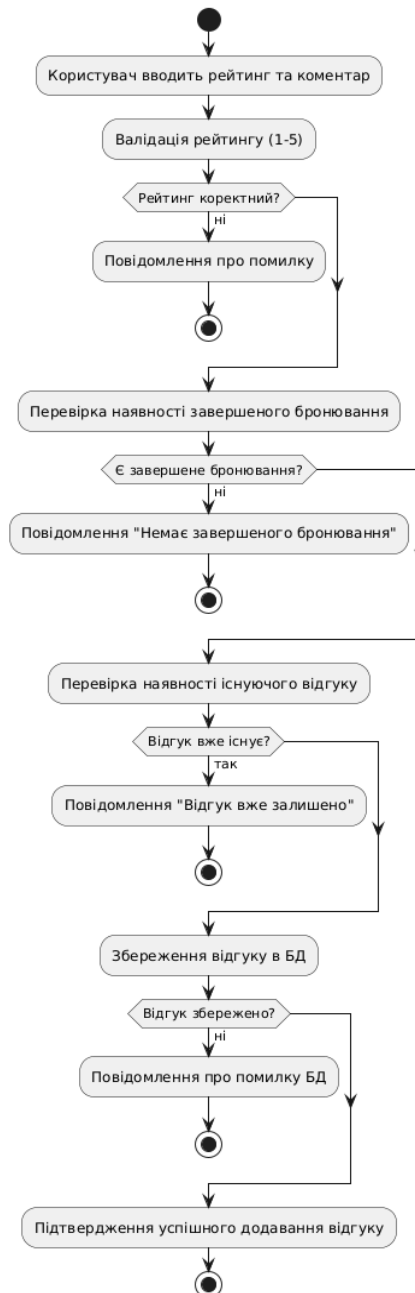 Користувач вводить рейтинг та коментар
Валідація рейтингу (1-5)
Рейтинг коректний?
ні
Повідомлення про помилку
Перевірка наявності завершеного бронювання
Є завершене бронювання?
ні
Повідомлення "Немає завершеного бронювання"
Перевірка наявності існуючого відгуку
Відгук вже існує?
так
Повідомлення "Відгук вже залишено"
Збереження відгуку в БД
Відгук збережено?
ні
Повідомлення про помилку БД
Підтвердження успішного додавання відгуку